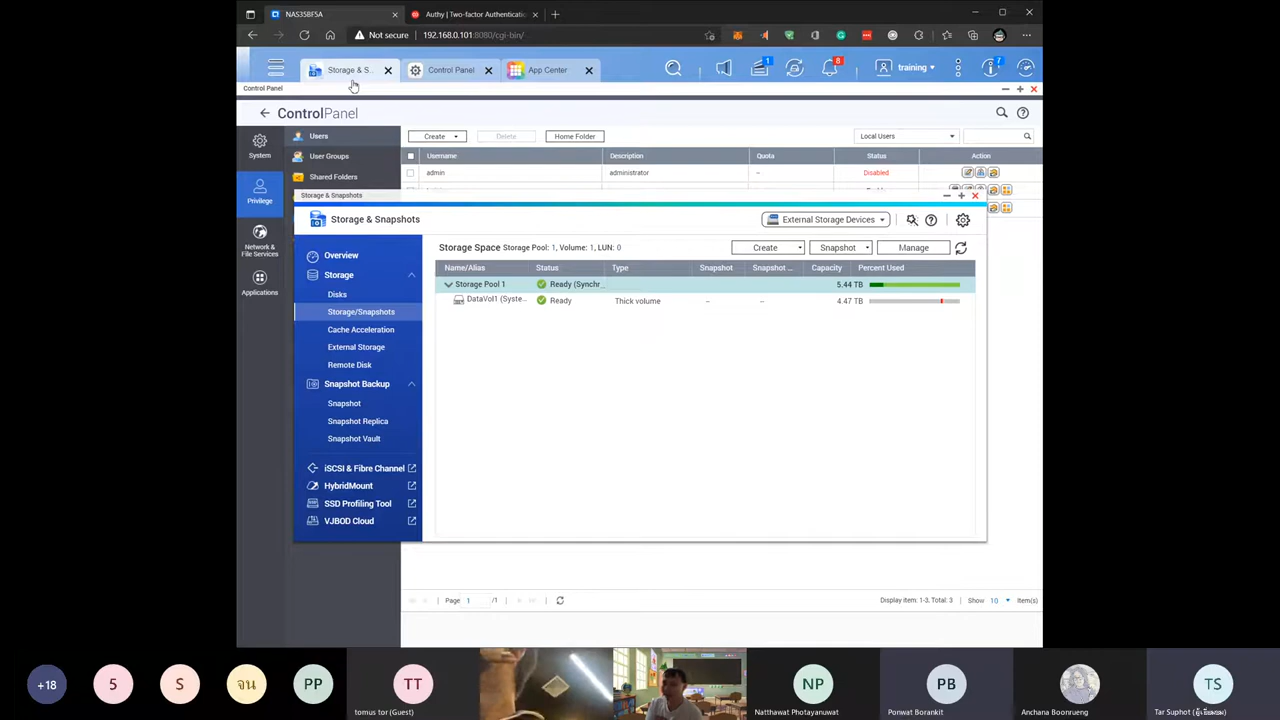 NAS35BF5A
Authy | Two-factor Authenticatio
Not secure
192.168.0.101:8080/cgi-bin/
Storage & S...
Control Panel
App Center
1
8
training
7
Control Panel
ControlPanel
System
Privilege
Network &
File Services
Applications
Users
User Groups
Shared Folders
Create
Delete
Home Folder
Local Users
Username
Description
Quota
Status
Action
admin
administrator
--
Disabled
Storage & Snapshots
Storage & Snapshots
External Storage Devices
Overview
Storage
Disks
Storage/Snapshots
Cache Acceleration
External Storage
Remote Disk
Snapshot Backup
Snapshot
Snapshot Replica
Snapshot Vault
iSCSI & Fibre Channel
HybridMount
SSD Profiling Tool
VJBOD Cloud
Storage Space Storage Pool: 1, Volume: 1, LUN: 0
Create
Snapshot
Manage
Name/Alias
Status
Type
Snapshot
Snapshot ...
Capacity
Percent Used
Storage Pool 1
Ready (Synchr...
5.44 TB
DataVol1 (Syste...
Ready
Thick volume
--
--
4.47 TB
Page 1 /1
Display item: 1-3, Total: 3
Show 10 Item(s)
+18
5
S
จน
PP
TT
tomus tor (Guest)
NP
Natthawat Photayanuwat
PB
Ponwat Borankit
Anchana Boonrueng
TS